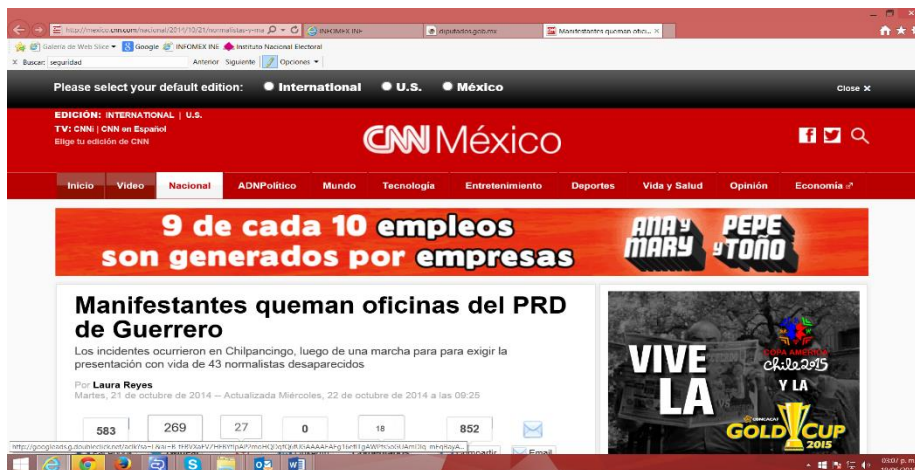 http://mexico.cnn.com/nacional/2014/10/21/normalistas-y-ma
INFOMEX INE
diputados.gob.mx
Manifestantes queman ofici...
Galería de Web Slice
Google
INFOMEX INE
Instituto Nacional Electoral
X Buscar: seguridad
Anterior
Siguiente
Opciones
Please select your default edition:
International
U.S.
México
Close X
EDICIÓN: INTERNATIONAL | U.S.
TV: CNNi | CNN en Español
Elige tu edición de CNN
CNN México
Inicio
Video
Nacional
ADNPolítico
Mundo
Tecnología
Entretenimiento
Deportes
Vida y Salud
Opinión
Economía
9 de cada 10 empleos
son generados por empresas
ANA Y
MARY
PEPE
Y TOÑO
Manifestantes queman oficinas del PRD
de Guerrero
Los incidentes ocurrieron en Chilpancingo, luego de una marcha para para exigir la
presentación con vida de 43 normalistas desaparecidos
Por Laura Reyes
Martes, 21 de octubre de 2014 — Actualizada Miércoles, 22 de octubre de 2014 a las 09:25
583
269
27
0
18
852
Email
VIVE
LA
COPA AMERICA
Chile2015
Y LA
CONCACAF
GOLD CUP
2015
03:07 p.m.